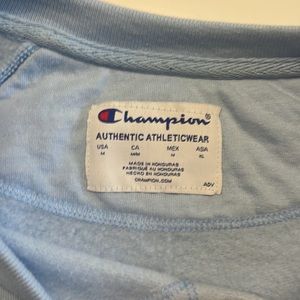 Champion®
AUTHENTIC ATHLETICWEAR
USA CA MEX ASIA
M M/M M XL
MADE IN HONDURAS
FABRIQUÉ AU HONDURAS
HECHO EN HONDURAS
CHAMPION.COM
ADV